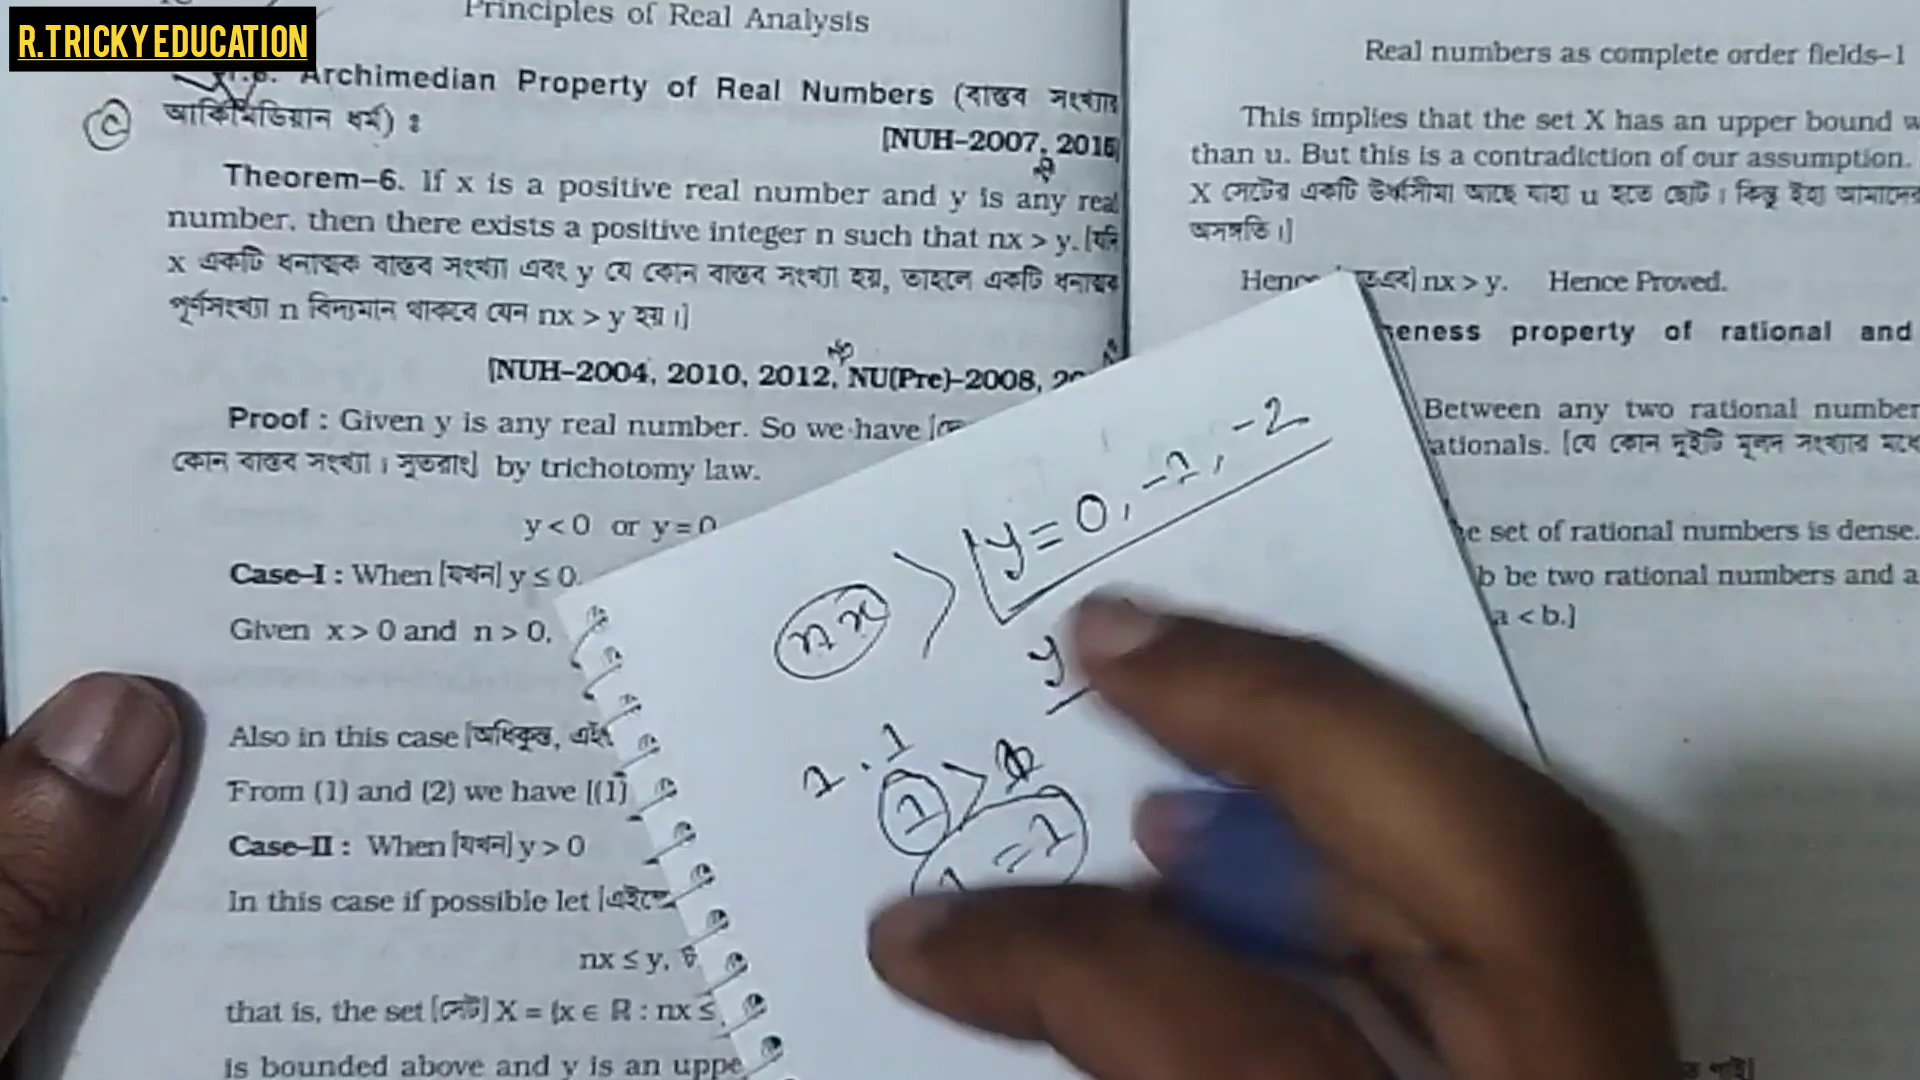 R.TRICKY EDUCATION
Principles of Real Analysis
Archimedian Property of Real Numbers (বাস্তব সংখ্যার
আর্কিমিডিয়ান ধর্ম) :
[NUH–2007, 2015]
Theorem–6. If x is a positive real number and y is any real
number, then there exists a positive integer n such that nx > y. [যদি
x একটি ধনাত্মক বাস্তব সংখ্যা এবং y যে কোন বাস্তব সংখ্যা হয়, তাহলে একটি ধনাত্মক
পূর্ণসংখ্যা n বিদ্যমান থাকবে যেন nx > y হয়।]
[NUH–2004, 2010, 2012, NU(Pre)–2008,
Proof : Given y is any real number. So we have
কোন বাস্তব সংখ্যা। সুতরাং] by trichotomy law.
y < 0 or y = 0
Case–I : When [যখন] y ≤ 0.
Given x > 0 and n > 0,
Also in this case [অধিকন্তু,
From (1) and (2) we have [(1)
Case–II : When [যখন] y > 0
In this case if possible let
nx ≤ y,
that is, the set [সেট] X = {x ∈ ℝ : nx ≤
is bounded above and y is an uppe
nx > y = 0, -1, -2
y
1 . 1
1 >
= 1
Real numbers as complete order fields–1
This implies that the set X has an upper bound w
than u. But this is a contradiction of our assumption.
X সেটের একটি ঊর্ধ্বসীমা আছে যাহা u হতে ছোট। কিন্তু ইহা আমাদের
অসঙ্গতি।]
Hence nx > y. Hence Proved.
eness property of rational and
Between any two rational number
ationals. [যে কোন দুইটি মূলদ সংখ্যার মধ্যে
e set of rational numbers is dense.
b be two rational numbers and a
a < b.]